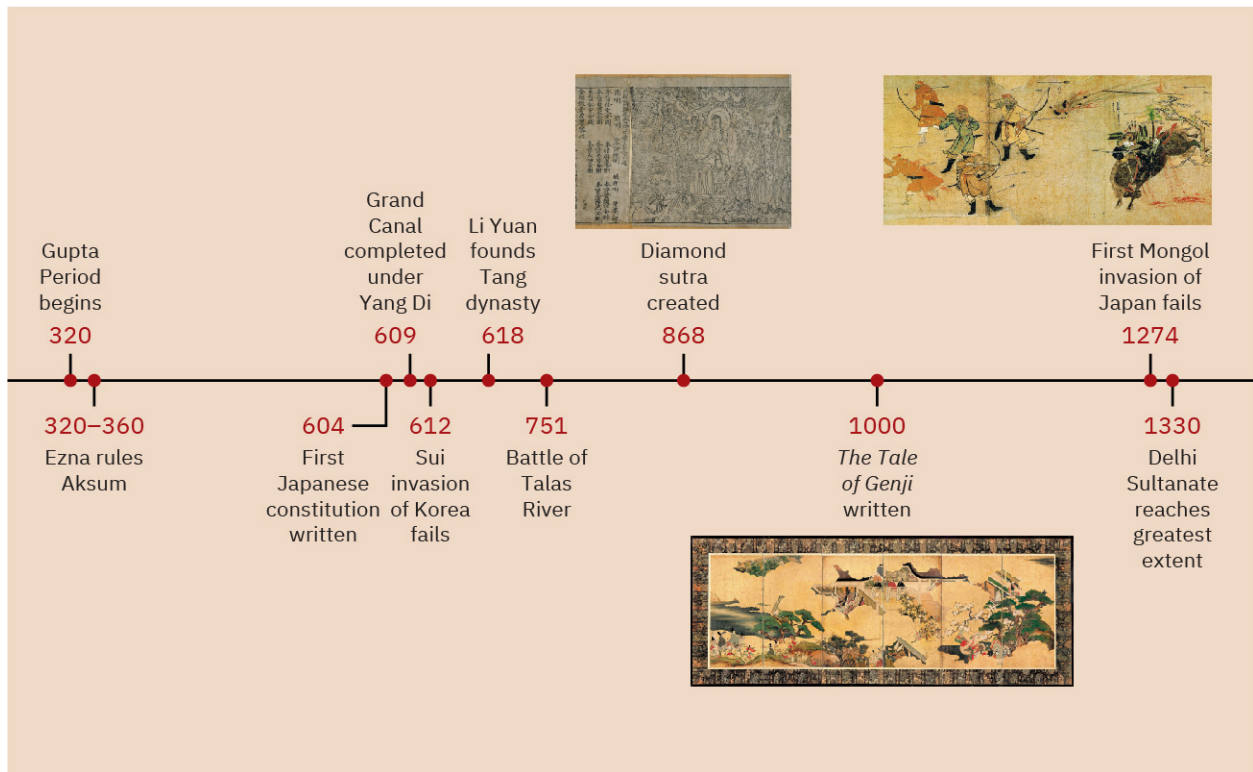 Gupta
Period
begins
320
320–360
Ezna rules
Aksum
604
First
Japanese
constitution
written
Grand
Canal
completed
under
Yang Di
609
612
Sui
invasion
of Korea
fails
Li Yuan
founds
Tang
dynasty
618
751
Battle of
Talas
River
Diamond
sutra
created
868
1000
The Tale
of Genji
written
First Mongol
invasion of
Japan fails
1274
1330
Delhi
Sultanate
reaches
greatest
extent